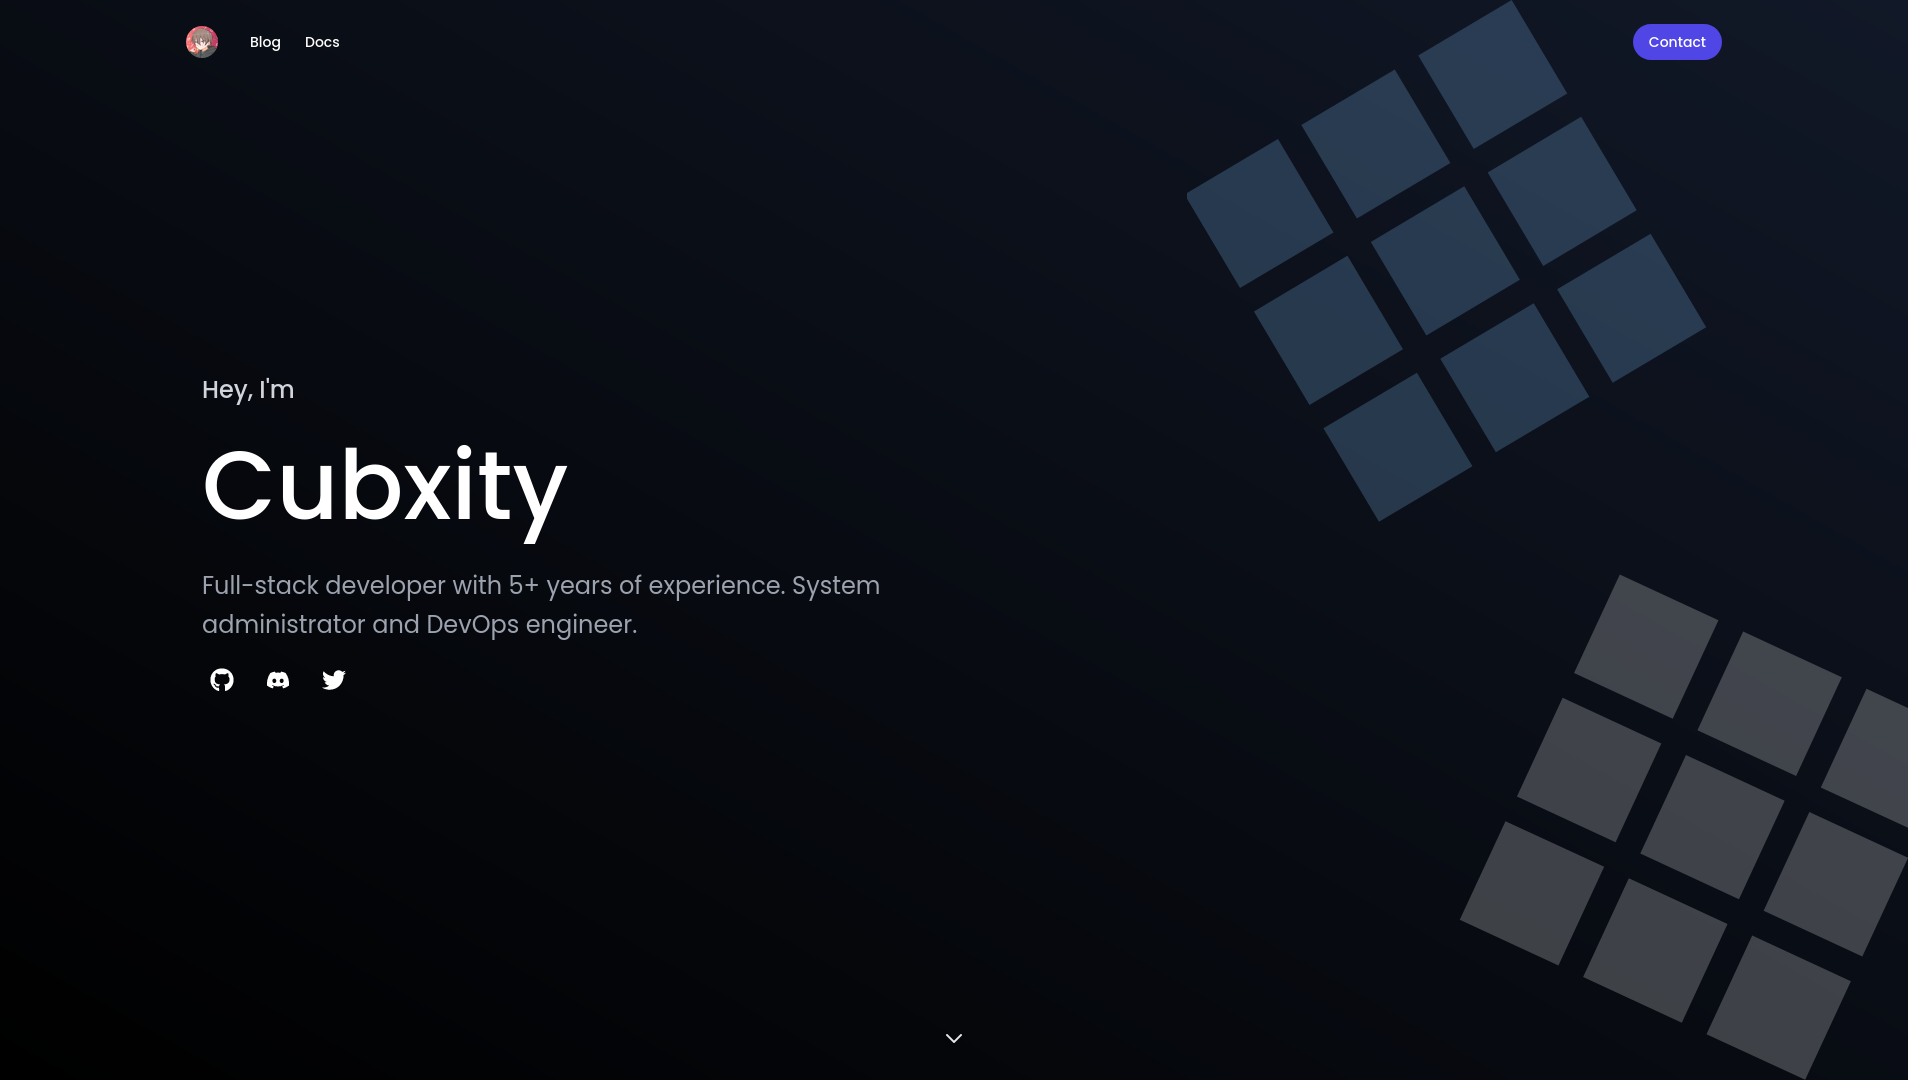 Blog
Docs
Contact
Hey, I'm
Cubxity
Full-stack developer with 5+ years of experience. System
administrator and DevOps engineer.